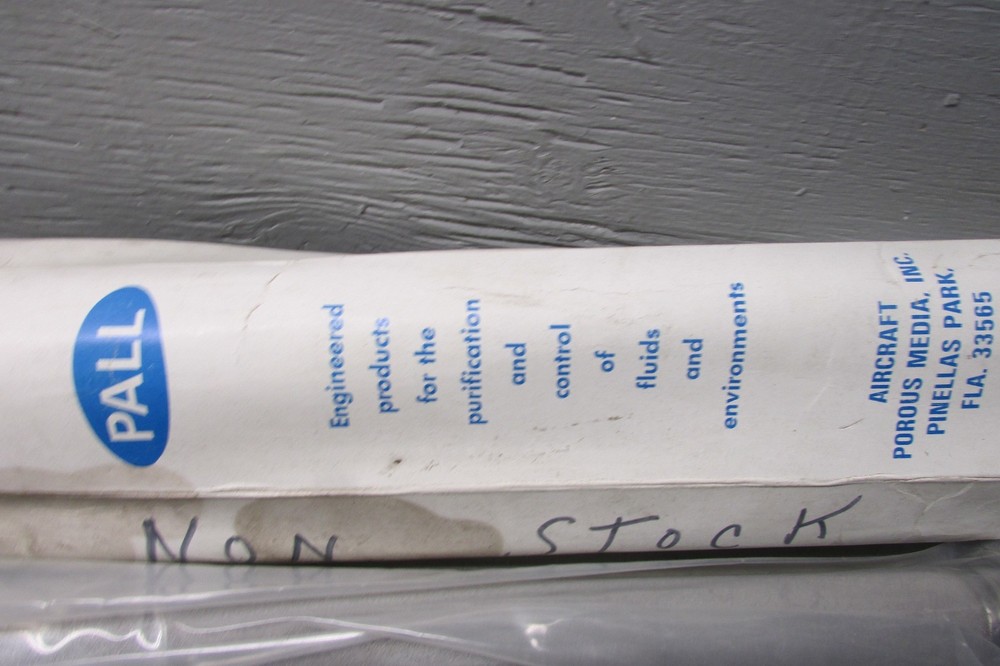 PALL
Engineered
products
for the
purification
and
control
of
fluids
and
environments
AIRCRAFT
POROUS MEDIA, INC.
PINELLAS PARK,
FLA. 33565
NON STOCK